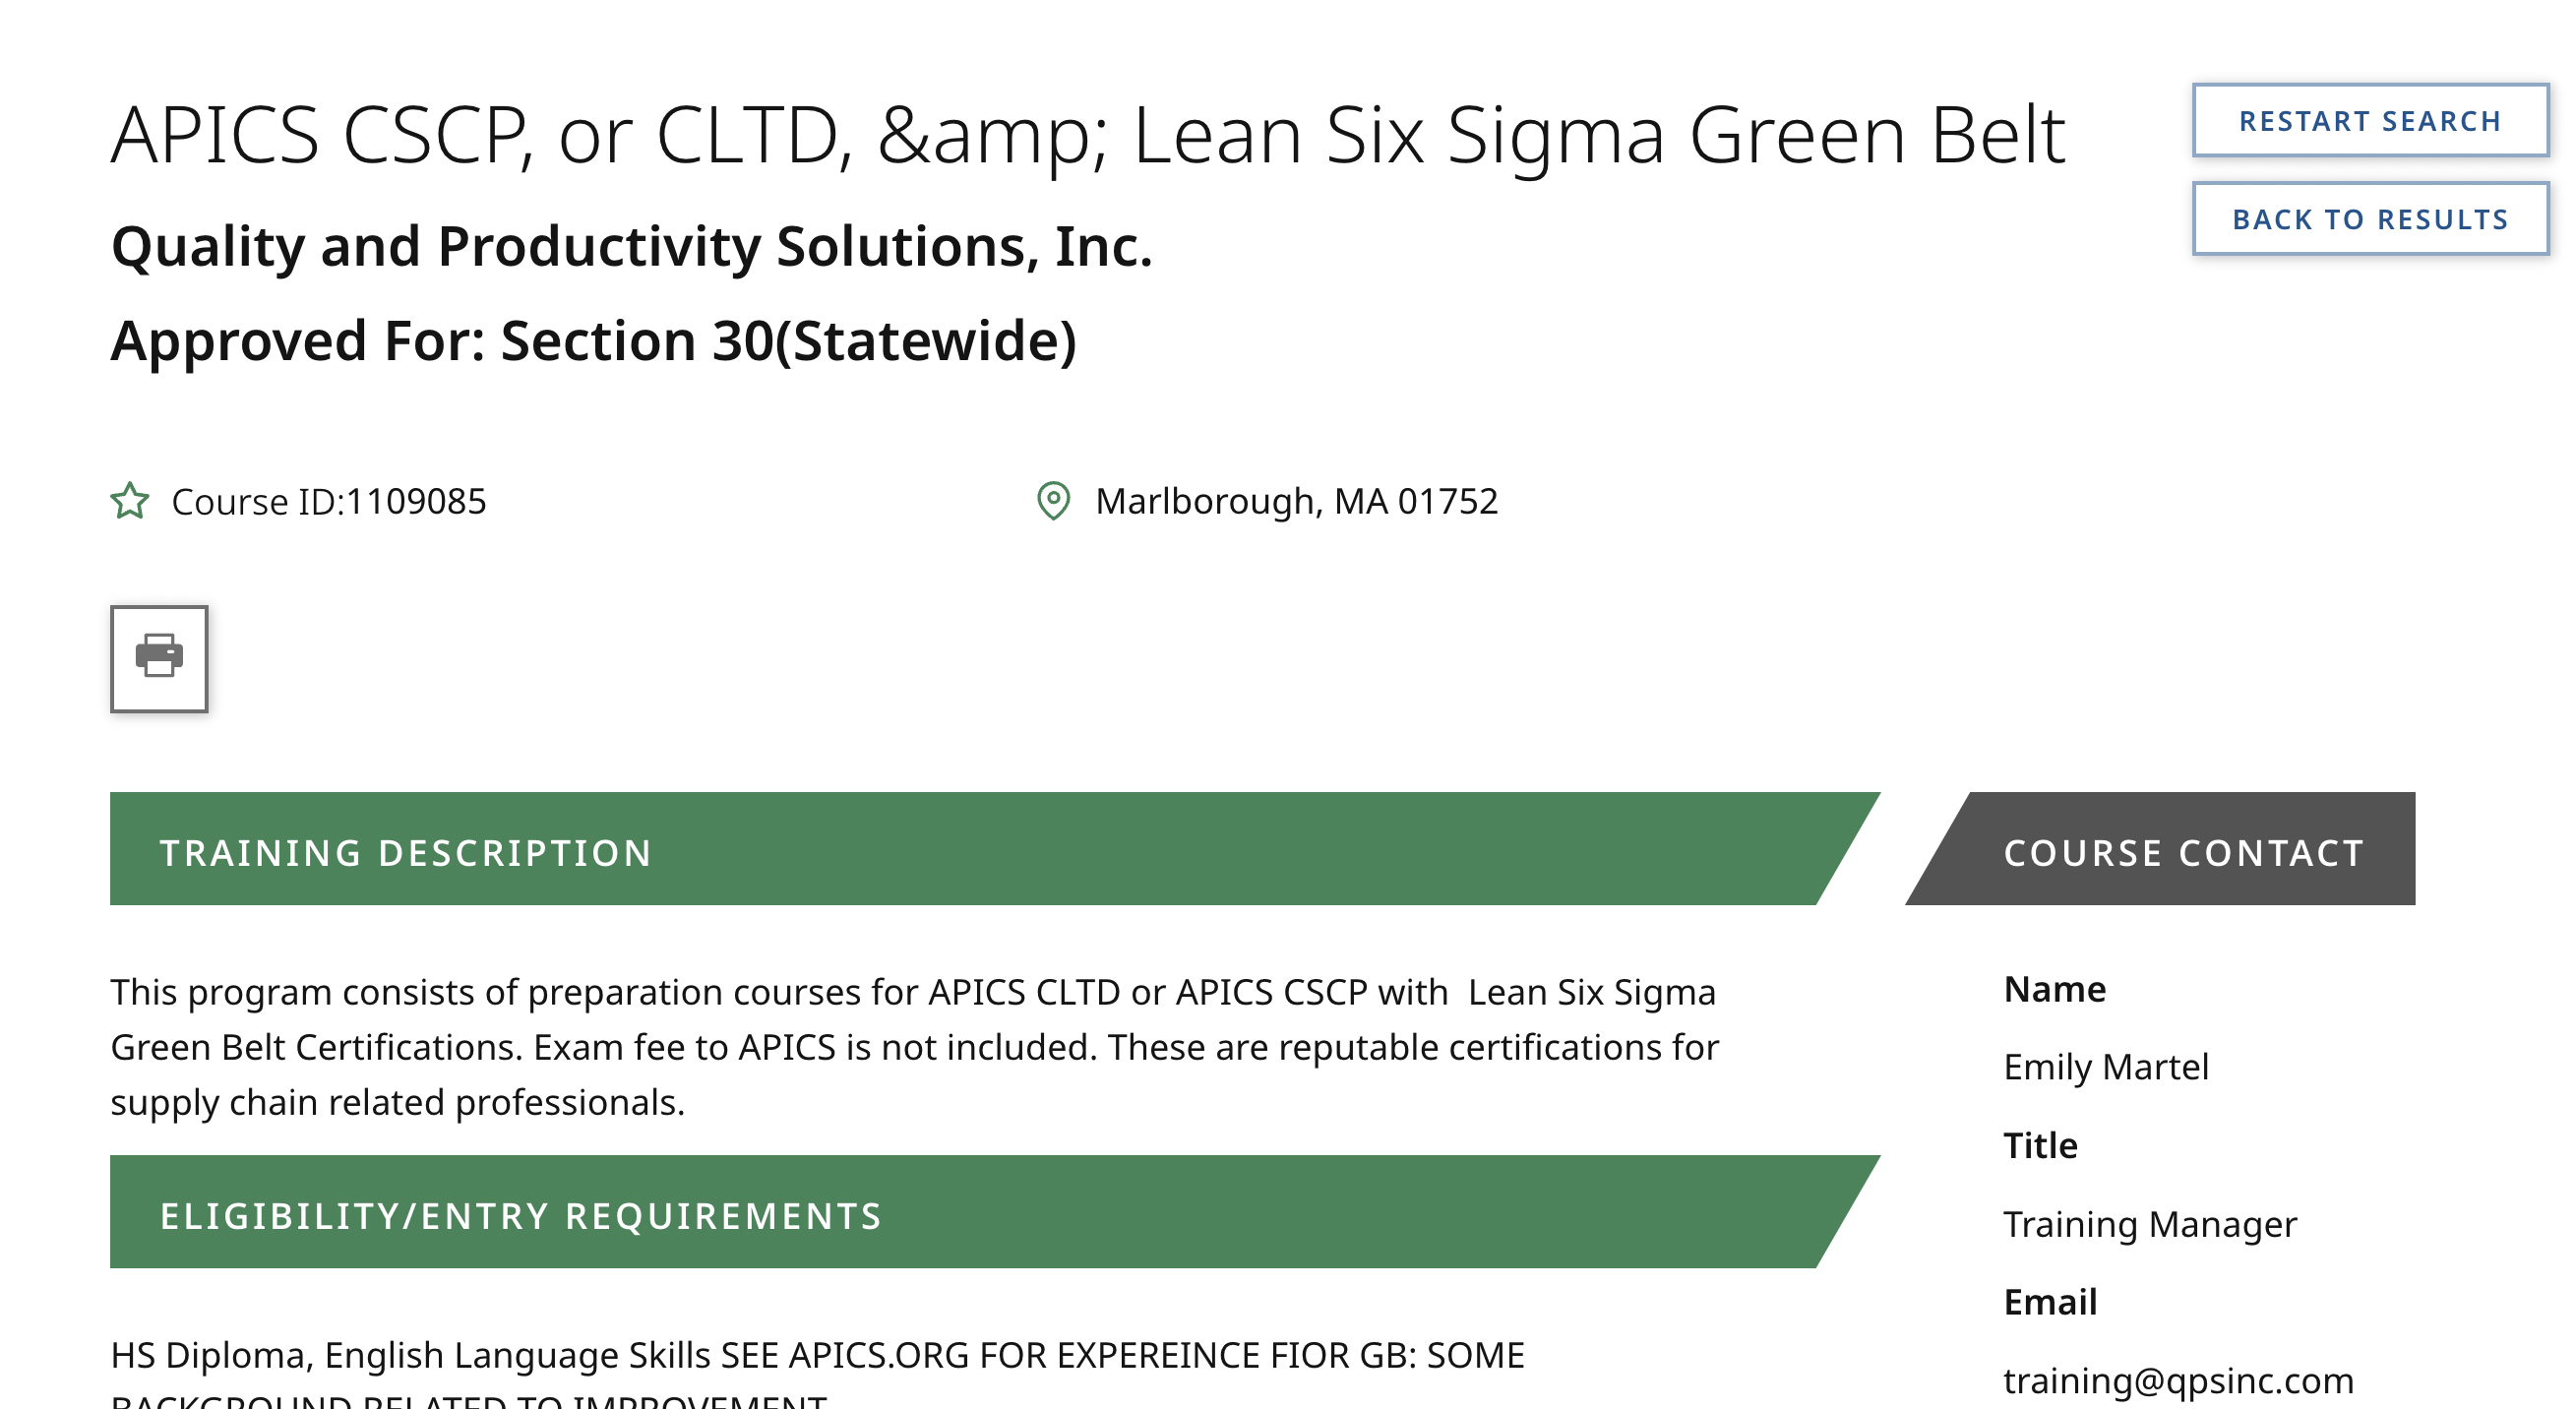 APICS CSCP, or CLTD, &amp;amp; Lean Six Sigma Green Belt
RESTART SEARCH
BACK TO RESULTS
Quality and Productivity Solutions, Inc.
Approved For: Section 30(Statewide)
Course ID:1109085
Marlborough, MA 01752
TRAINING DESCRIPTION
This program consists of preparation courses for APICS CLTD or APICS CSCP with  Lean Six Sigma
Green Belt Certifications. Exam fee to APICS is not included. These are reputable certifications for
supply chain related professionals.
ELIGIBILITY/ENTRY REQUIREMENTS
HS Diploma, English Language Skills SEE APICS.ORG FOR EXPEREINCE FIOR GB: SOME
BACKGROUND RELATED TO IMPROVEMENT
COURSE CONTACT
Name
Emily Martel
Title
Training Manager
Email
training@qpsinc.com